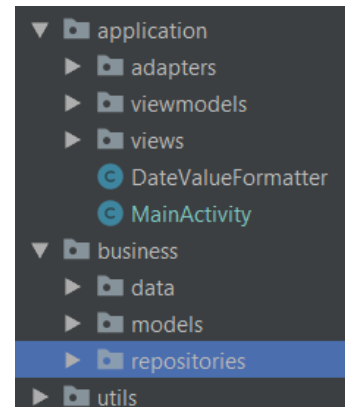 application
adapters
viewmodels
views
DateValueFormatter
MainActivity
business
data
models
repositories
utils